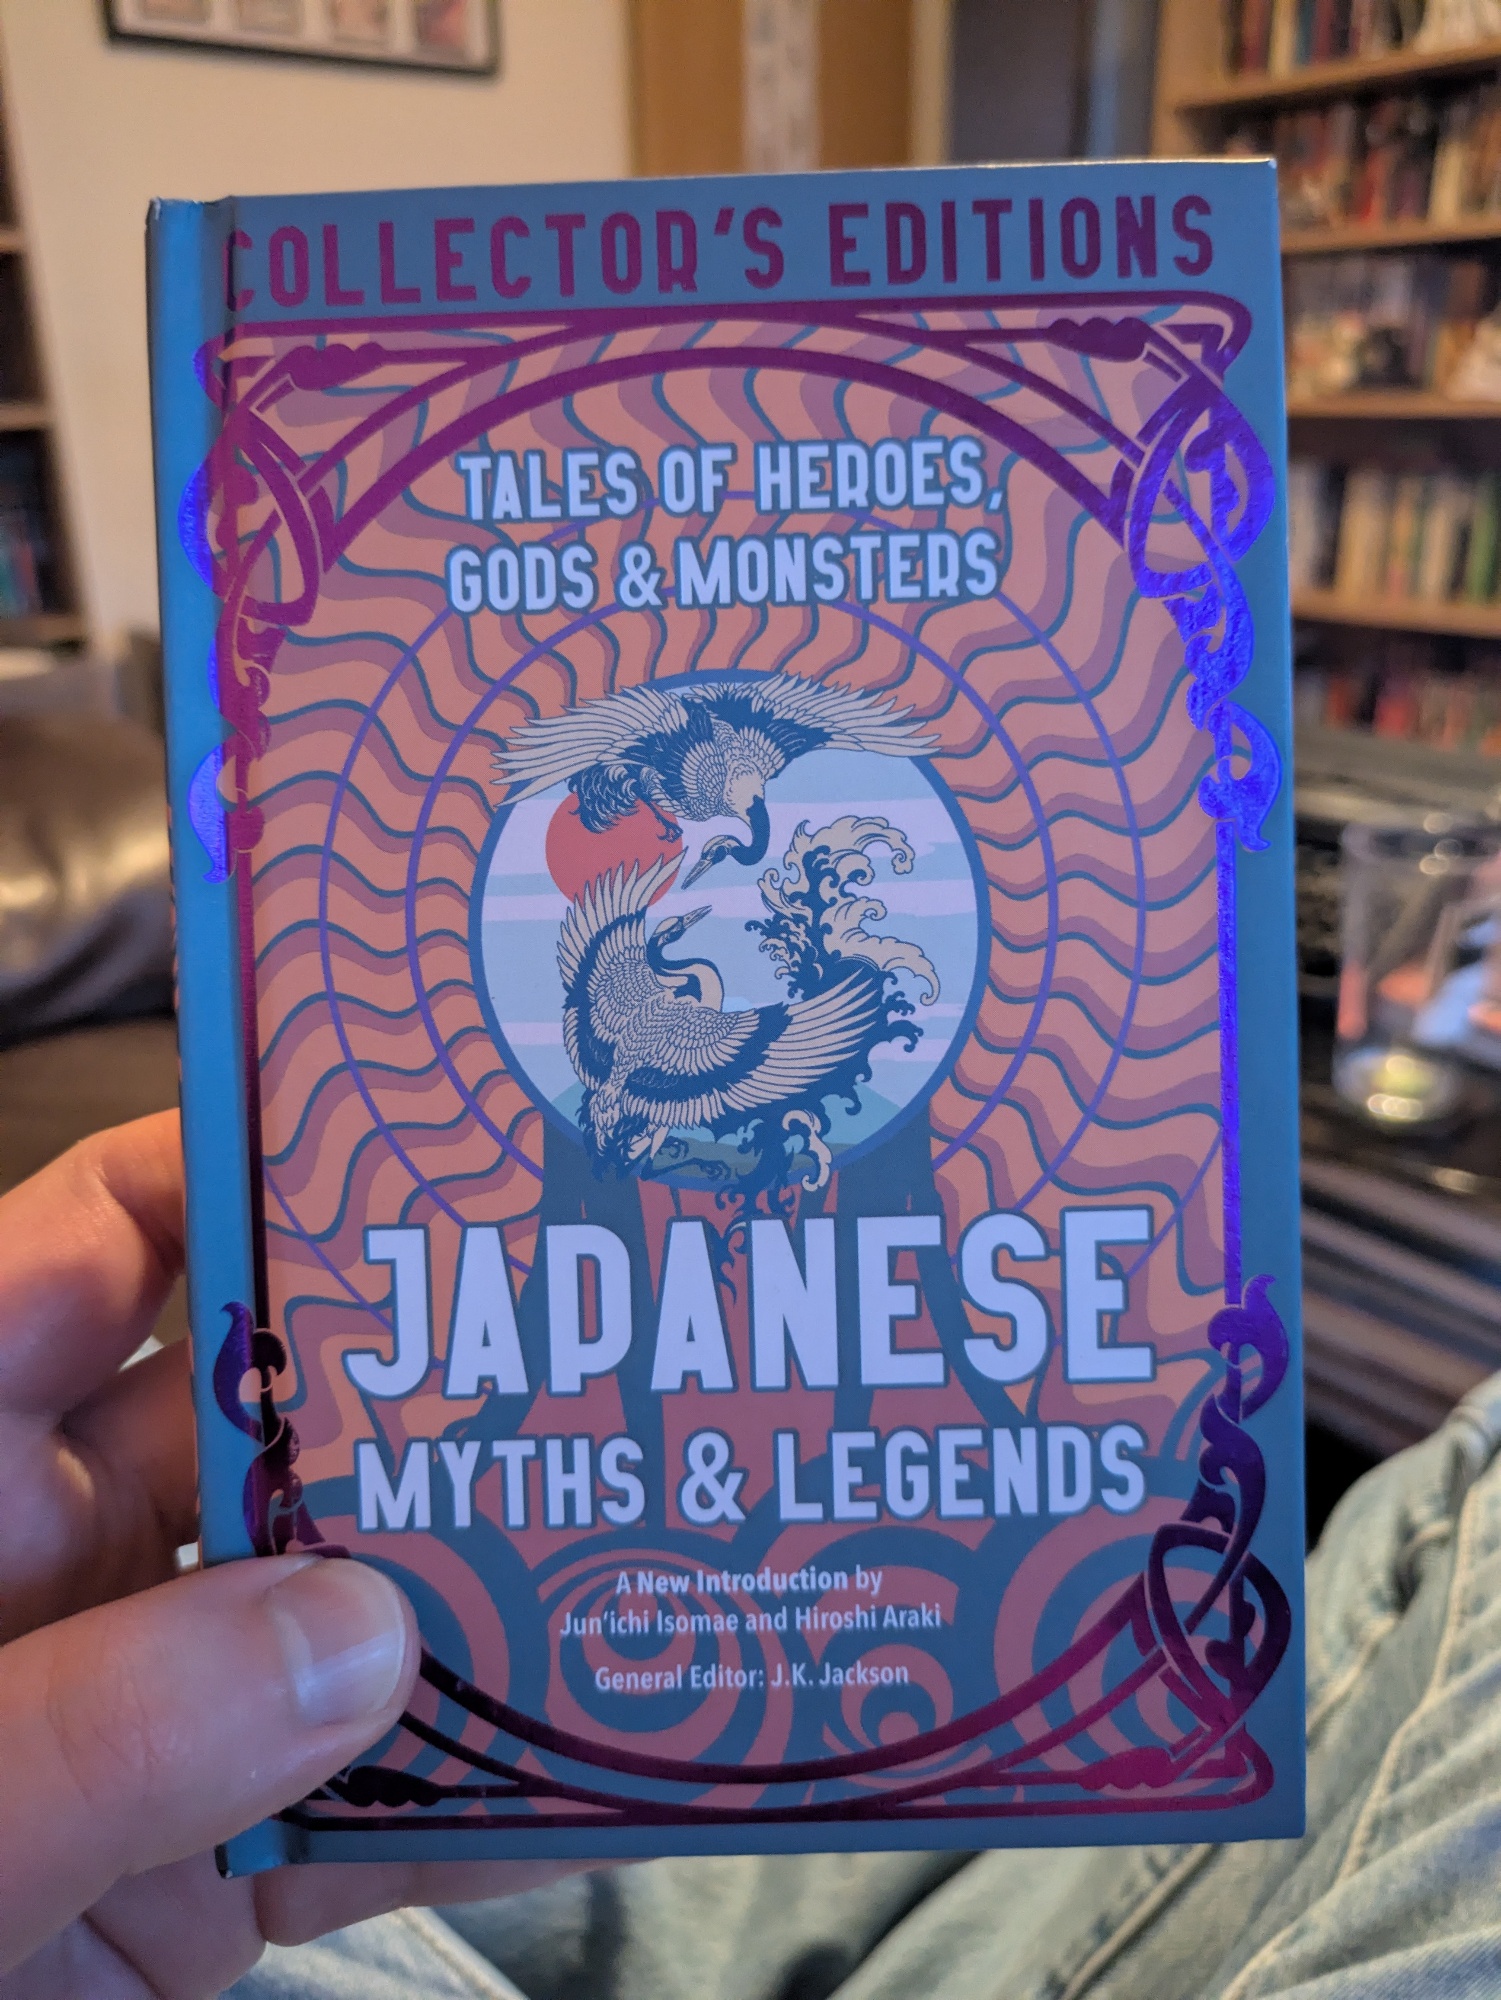 COLLECTOR'S EDITIONS
TALES OF HEROES,
GODS & MONSTERS
JAPANESE
MYTHS & LEGENDS
A New Introduction by
Jun'ichi Isomae and Hiroshi Araki
General Editor: J.K. Jackson